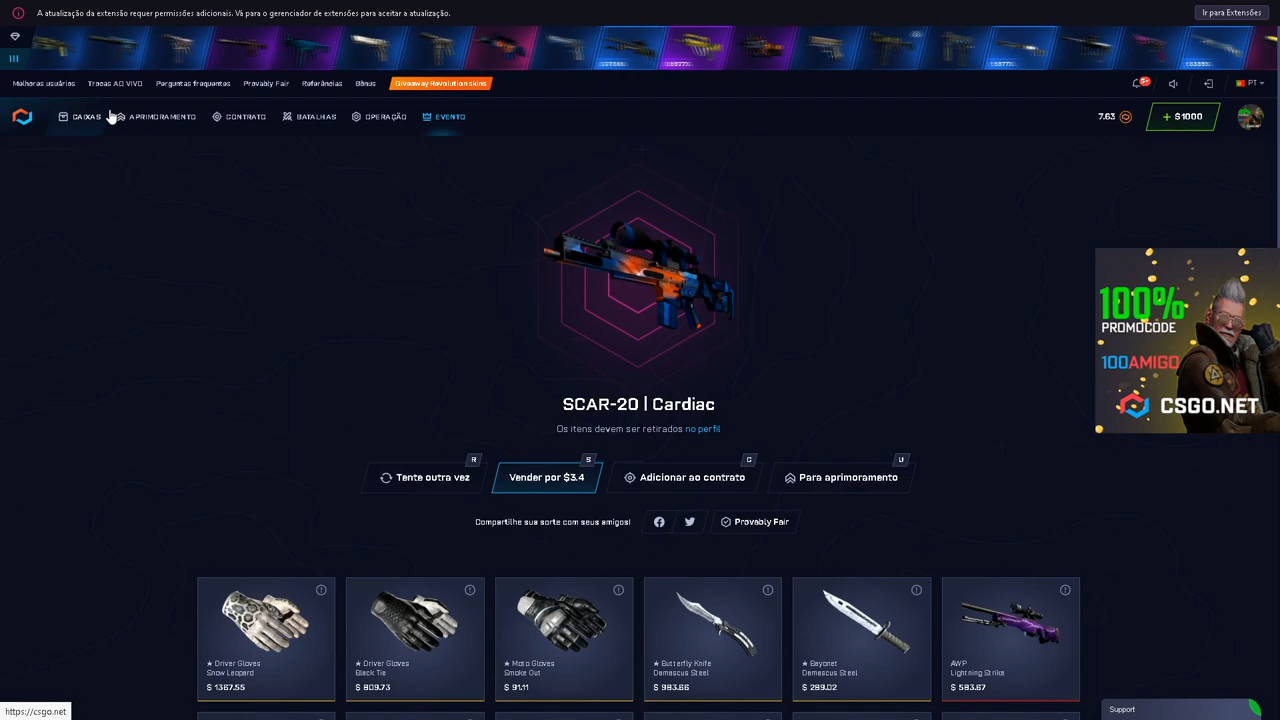 A atualização da extensão requer permissões adicionais. Vá para o gerenciador de extensões para aceitar a atualização.
Ir para Extensões
Melhores usuários
Trocas AO VIVO
Perguntas frequentes
Provably Fair
Referências
Bônus
Giveaway Revolution skins
5+
PT
CAIXAS
APRIMORAMENTO
CONTRATO
BATALHAS
OPERAÇÃO
EVENTO
7.63
+ $1000
100%
PROMOCODE
100AMIGO
CSGO.NET
SCAR-20 | Cardiac
Os itens devem ser retirados no perfil
R
S
C
U
Tente outra vez
Vender por $3.4
Adicionar ao contrato
Para aprimoramento
Compartilhe sua sorte com seus amigos!
Provably Fair
★ Driver Gloves
Snow Leopard
$ 1367.55
★ Driver Gloves
Black Tie
$ 809.73
★ Moto Gloves
Smoke Out
$ 91.11
★ Butterfly Knife
Damascus Steel
$ 983.66
★ Bayonet
Damascus Steel
$ 289.02
AWP
Lightning Strike
$ 583.67
https://csgo.net
Support